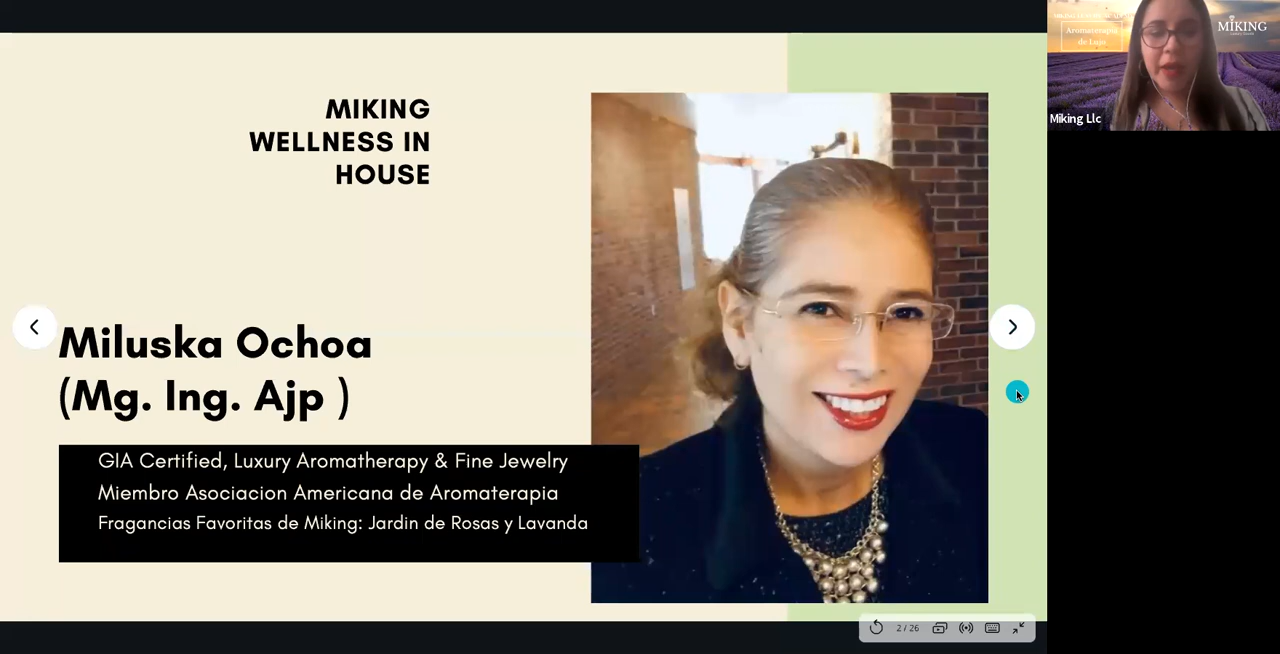 MIKING
WELLNESS IN
HOUSE
Miluska Ochoa
(Mg. Ing. Ajp )
GIA Certified, Luxury Aromatherapy & Fine Jewelry
Miembro Asociacion Americana de Aromaterapia
Fragancias Favoritas de Miking: Jardin de Rosas y Lavanda
2 / 26
Aromaterapia
de Lujo
MIKING
Miking Llc